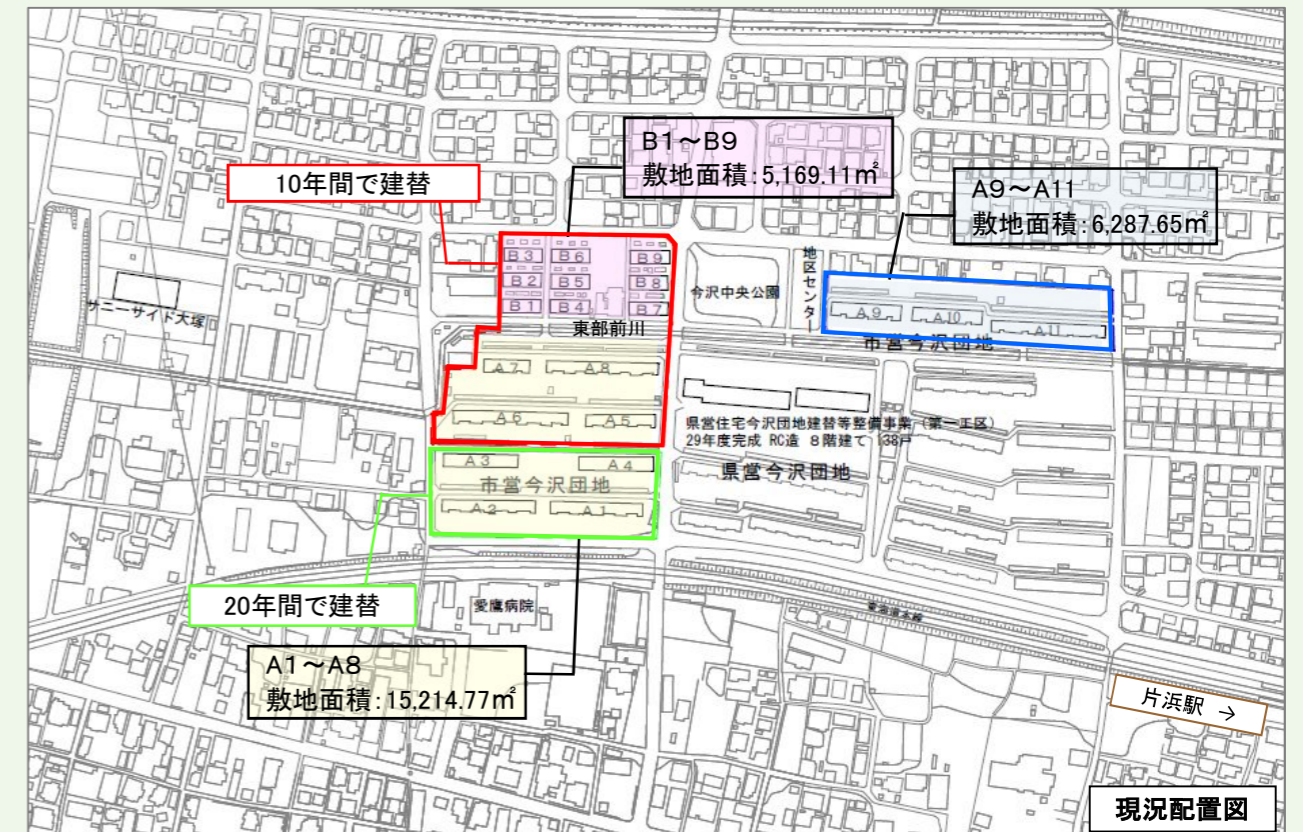 B1～B9
敷地面積：5,169.11㎡
10年間で建替
A9～A11
敷地面積：6,287.65㎡
B3
B6
B9
B2
B5
B8
B1
B4
B7
今沢中央公園
地区センター
サニーサイド大塚
東部前川
A9
A10
A11
市営今沢団地
A7
A8
A6
A5
県営住宅今沢団地建替等整備事業（第一工区）
29年度完成 RC造 8階建て 138戸
A3
A4
県営今沢団地
市営今沢団地
A2
A1
20年間で建替
愛鷹病院
東海道本線
A1～A8
敷地面積：15,214.77㎡
片浜駅 →
現況配置図